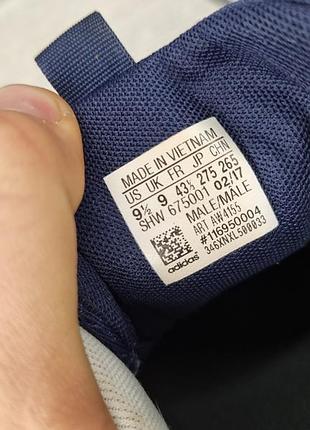 MADE IN VIETNAM
US UK FR JP CHN
9½ 9 43⅓ 275 265
SHW 675001 02/17
MALE/MALE
ART AW4155
#116950004
346XNXL500033
adidas